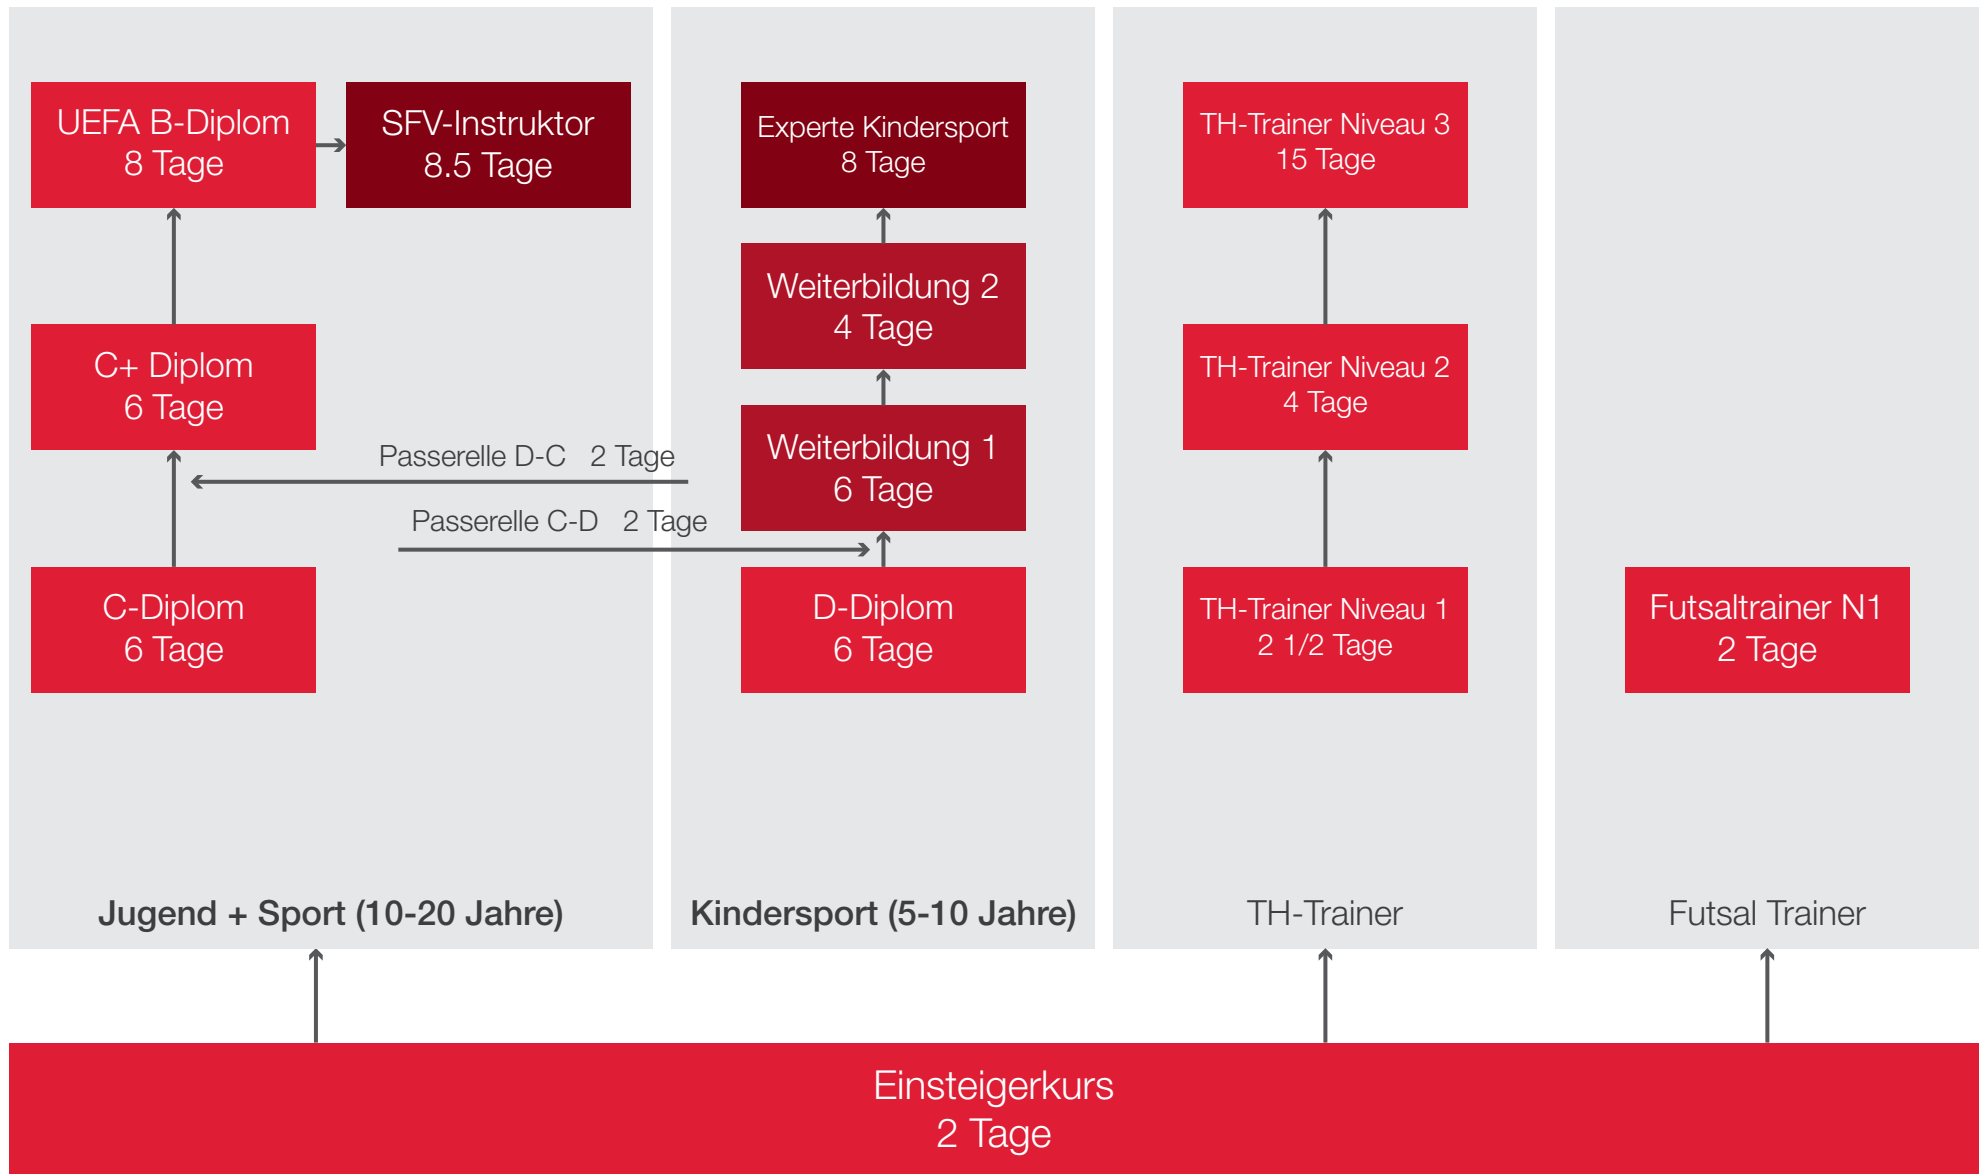 UEFA B-Diplom
8 Tage
SFV-Instruktor
8.5 Tage
C+ Diplom
6 Tage
C-Diplom
6 Tage
Passerelle D-C 2 Tage
Passerelle C-D 2 Tage
Jugend + Sport (10-20 Jahre)
Experte Kindersport
8 Tage
Weiterbildung 2
4 Tage
Weiterbildung 1
6 Tage
D-Diplom
6 Tage
Kindersport (5-10 Jahre)
TH-Trainer Niveau 3
15 Tage
TH-Trainer Niveau 2
4 Tage
TH-Trainer Niveau 1
2 1/2 Tage
TH-Trainer
Futsaltrainer N1
2 Tage
Futsal Trainer
Einsteigerkurs
2 Tage